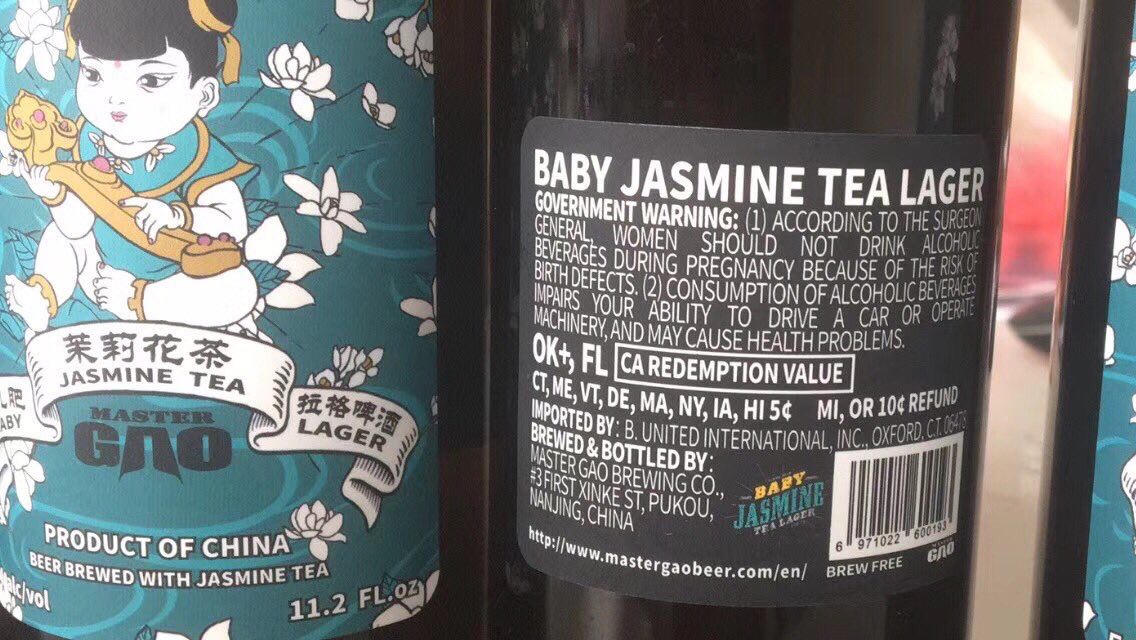 茉莉花茶
JASMINE TEA
拉格啤酒
LAGER
MASTER
GAO
PRODUCT OF CHINA
BEER BREWED WITH JASMINE TEA
alc/vol
11.2 FL.oz
BABY JASMINE TEA LAGER
GOVERNMENT WARNING: (1) ACCORDING TO THE SURGEON
GENERAL, WOMEN SHOULD NOT DRINK ALCOHOLIC
BEVERAGES DURING PREGNANCY BECAUSE OF THE RISK OF
BIRTH DEFECTS. (2) CONSUMPTION OF ALCOHOLIC BEVERAGES
IMPAIRS YOUR ABILITY TO DRIVE A CAR OR OPERATE
MACHINERY, AND MAY CAUSE HEALTH PROBLEMS.
OK+, FL CA REDEMPTION VALUE
CT, ME, VT, DE, MA, NY, IA, HI 5¢ MI, OR 10¢ REFUND
IMPORTED BY: B. UNITED INTERNATIONAL, INC., OXFORD, C.T. 06478
BREWED & BOTTLED BY:
MASTER GAO BREWING CO.,
#3 FIRST XINKE ST, PUKOU,
NANJING, CHINA
BABY
JASMINE
TEA LAGER
6 971022 600193
http://www.mastergaobeer.com/en/
BREW FREE
MASTER
GAO